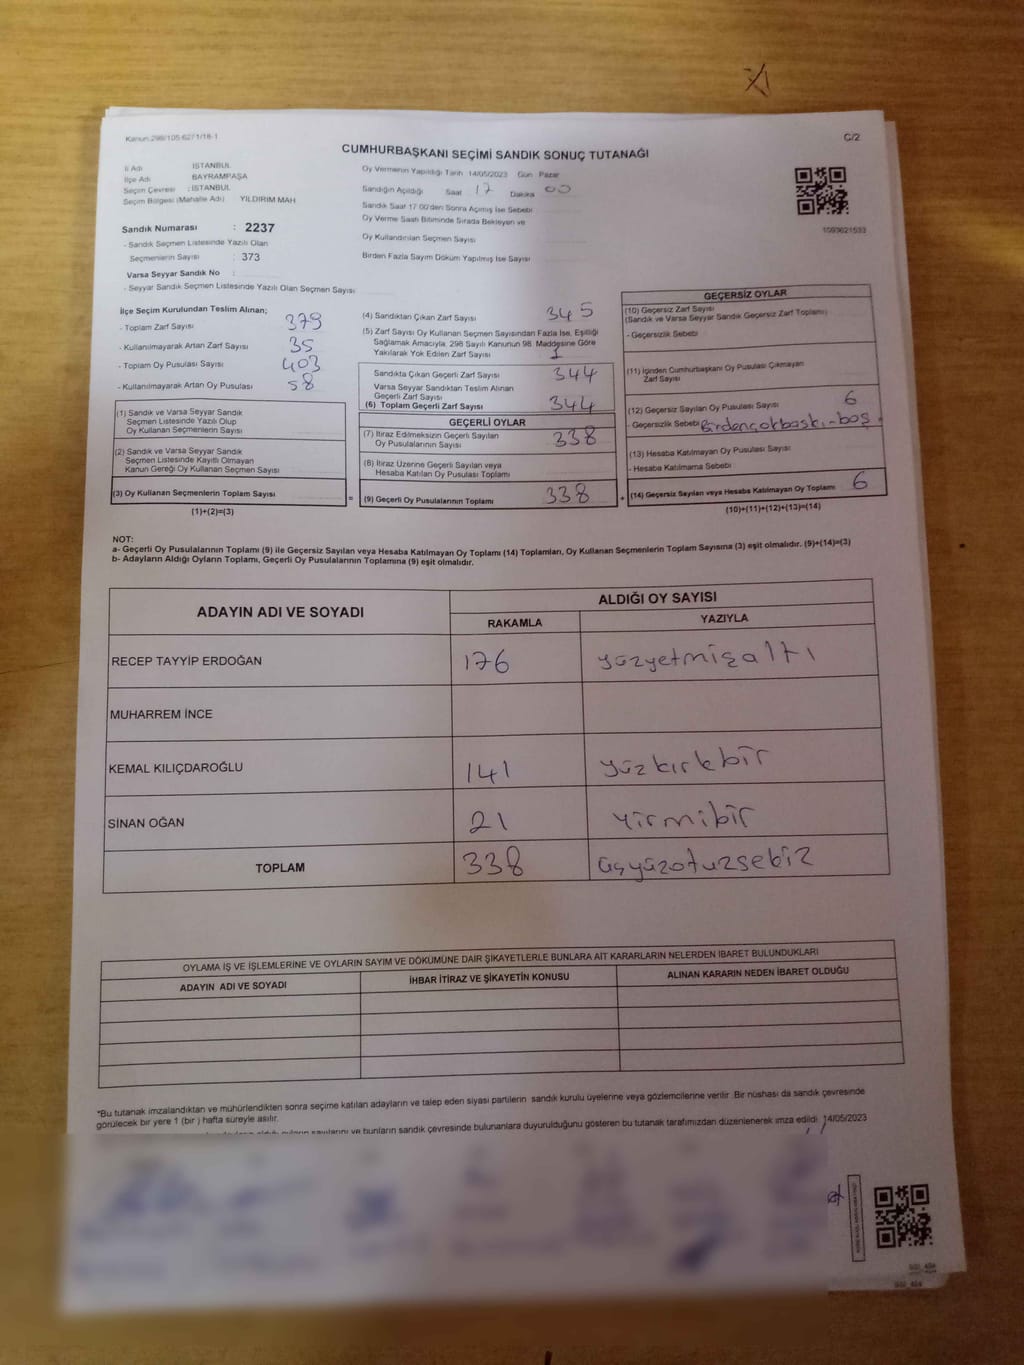 Kanun.298/105 6271/18-1
C/2
CUMHURBAŞKANI SEÇİMİ SANDIK SONUÇ TUTANAĞI
İl Adı İSTANBUL
İlçe Adı BAYRAMPAŞA
Seçim Çevresi : İSTANBUL
Seçim Bölgesi (Mahalle Adı) YILDIRIM MAH
Sandık Numarası : 2237
- Sandık Seçmen Listesinde Yazılı Olan
Seçmenlerin Sayısı : 373
Varsa Seyyar Sandık No :
- Seyyar Sandık Seçmen Listesinde Yazılı Olan Seçmen Sayısı
Oy Vermenin Yapıldığı Tarih 14/05/2023 Gün Pazar
Sandığın Açıldığı Saat 17 Dakika 00
Sandık Saat 17 00'den Sonra Açılmış İse Sebebi
Oy Verme Saati Bitiminde Sırada Bekleyen ve
Oy Kullandırılan Seçmen Sayısı
Birden Fazla Sayım Döküm Yapılmış İse Sayısı
1093621533
İlçe Seçim Kurulundan Teslim Alınan;
- Toplam Zarf Sayısı 379
- Kullanılmayarak Artan Zarf Sayısı 35
- Toplam Oy Pusulası Sayısı 403
- Kullanılmayarak Artan Oy Pusulası 58
(1) Sandık ve Varsa Seyyar Sandık
Seçmen Listesinde Yazılı Olup
Oy Kullanan Seçmenlerin Sayısı
(2) Sandık ve Varsa Seyyar Sandık
Seçmen Listesinde Kayıtlı Olmayan
Kanun Gereği Oy Kullanan Seçmen Sayısı
(3) Oy Kullanan Seçmenlerin Toplam Sayısı
(1)+(2)=(3)
=
(4) Sandıktan Çıkan Zarf Sayısı 345
(5) Zarf Sayısı Oy Kullanan Seçmen Sayısından Fazla İse, Eşitliği
Sağlamak Amacıyla, 298 Sayılı Kanunun 98. Maddesine Göre
Yakılarak Yok Edilen Zarf Sayısı 1
Sandıkta Çıkan Geçerli Zarf Sayısı 344
Varsa Seyyar Sandıktan Teslim Alınan
Geçerli Zarf Sayısı
(6) Toplam Geçerli Zarf Sayısı 344
GEÇERLİ OYLAR
(7) İtiraz Edilmeksizin Geçerli Sayılan
Oy Pusulalarının Sayısı 338
(8) İtiraz Üzerine Geçerli Sayılan veya
Hesaba Katılan Oy Pusulası Toplamı
(9) Geçerli Oy Pusulalarının Toplamı 338
+
GEÇERSİZ OYLAR
(10) Geçersiz Zarf Sayısı
(Sandık ve Varsa Seyyar Sandık Geçersiz Zarf Toplamı)
- Geçersizlik Sebebi
(11) İçinden Cumhurbaşkanı Oy Pusulası Çıkmayan
Zarf Sayısı
(12) Geçersiz Sayılan Oy Pusulası Sayısı 6
- Geçersizlik Sebebi Birdençokbaskı-boş
(13) Hesaba Katılmayan Oy Pusulası Sayısı
- Hesaba Katılmama Sebebi
(14) Geçersiz Sayılan veya Hesaba Katılmayan Oy Toplamı 6
(10)+(11)+(12)+(13)=(14)
NOT:
a- Geçerli Oy Pusulalarının Toplamı (9) ile Geçersiz Sayılan veya Hesaba Katılmayan Oy Toplamı (14) Toplamları, Oy Kullanan Seçmenlerin Toplam Sayısına (3) eşit olmalıdır. (9)+(14)=(3)
b- Adayların Aldığı Oyların Toplamı, Geçerli Oy Pusulalarının Toplamına (9) eşit olmalıdır.
ADAYIN ADI VE SOYADI ALDIĞI OY SAYISI
RAKAMLA YAZIYLA
RECEP TAYYİP ERDOĞAN 176 yüzyetmişaltı
MUHARREM İNCE
KEMAL KILIÇDAROĞLU 141 yüzkırkbir
SİNAN OĞAN 21 yirmibir
TOPLAM 338 üçyüzotuzsekiz
OYLAMA İŞ VE İŞLEMLERİNE VE OYLARIN SAYIM VE DÖKÜMÜNE DAİR ŞİKAYETLERLE BUNLARA AİT KARARLARIN NELERDEN İBARET BULUNDUKLARI
ADAYIN ADI VE SOYADI İHBAR İTİRAZ VE ŞİKAYETİN KONUSU ALINAN KARARIN NEDEN İBARET OLDUĞU
*Bu tutanak imzalandıktan ve mühürlendikten sonra seçime katılan adayların ve talep eden siyasi partilerin sandık kurulu üyelerine veya gözlemcilerine verilir. Bir nüshası da sandık çevresinde
görülecek bir yere 1 (bir) hafta süreyle asılır.
oyların sayılarını ve bunların sandık çevresinde bulunanlara duyurulduğunu gösteren bu tutanak tarafımızdan düzenlenerek imza edildi. 14/05/2023